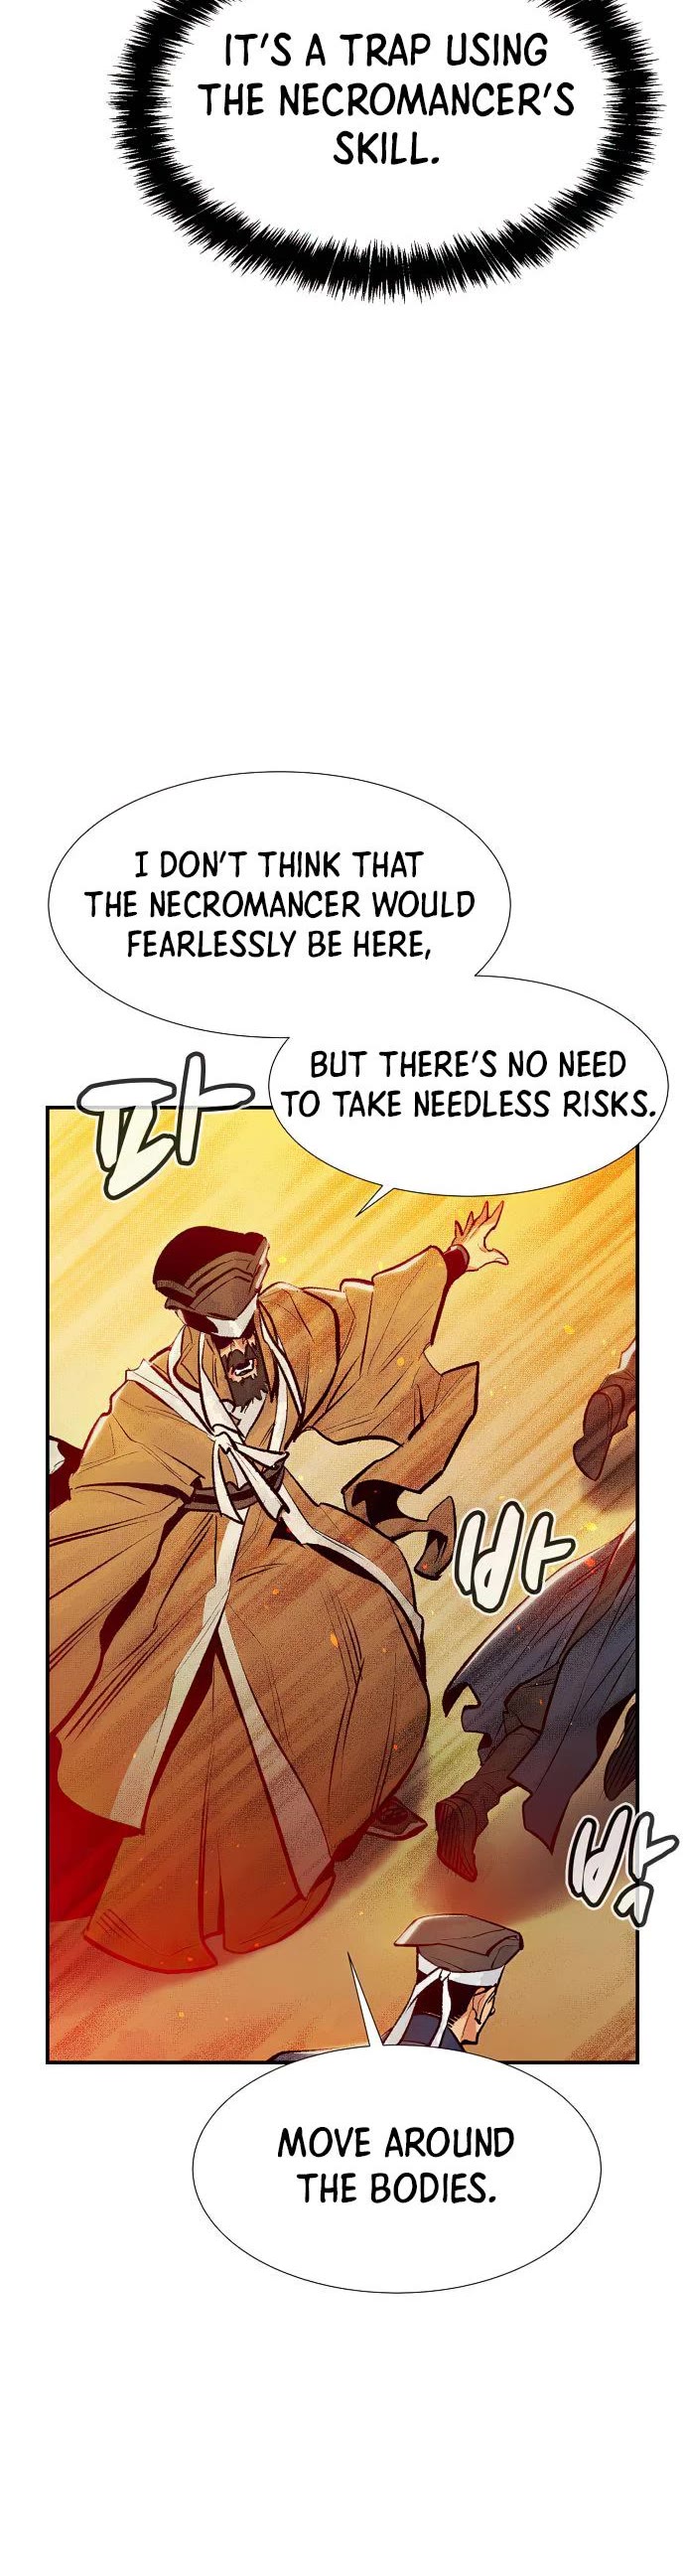 IT'S A TRAP USING
THE NECROMANCER'S
SKILL.
I DON'T THINK THAT
THE NECROMANCER WOULD
FEARLESSLY BE HERE,
BUT THERE'S NO NEED
TO TAKE NEEDLESS RISKS.
파
바
박
MOVE AROUND
THE BODIES.